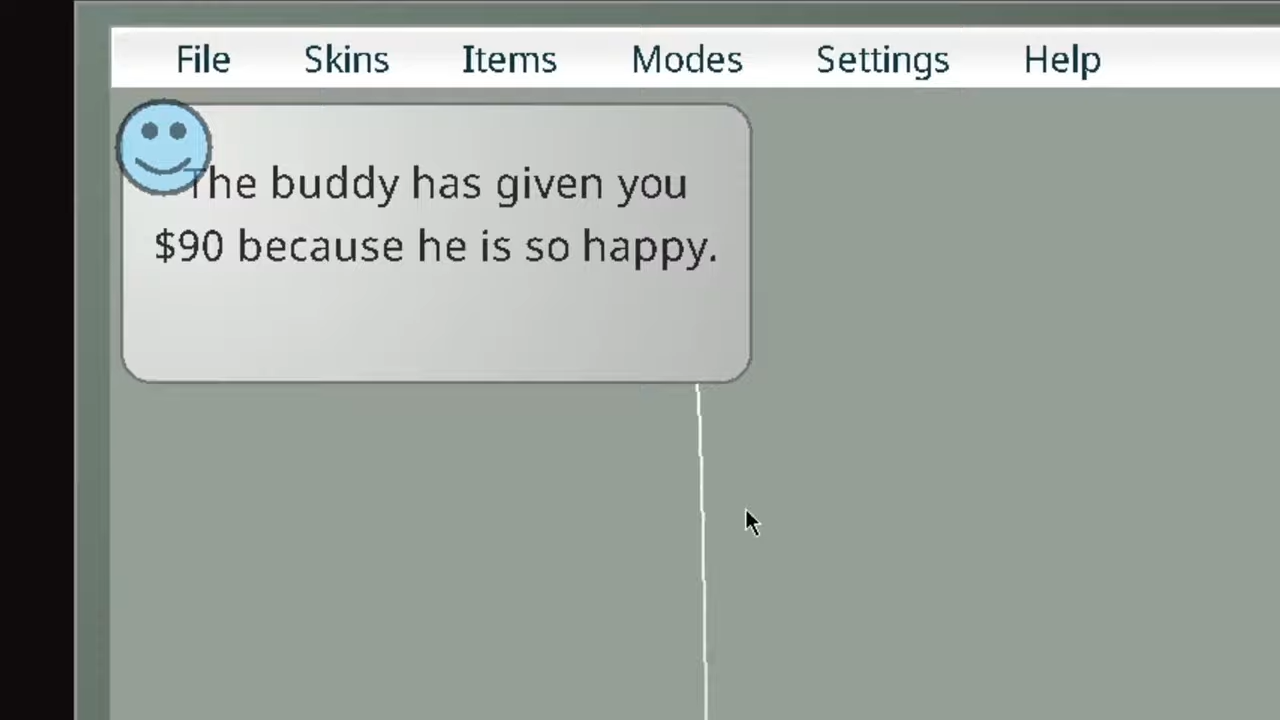 File Skins Items Modes Settings Help
The buddy has given you
$90 because he is so happy.